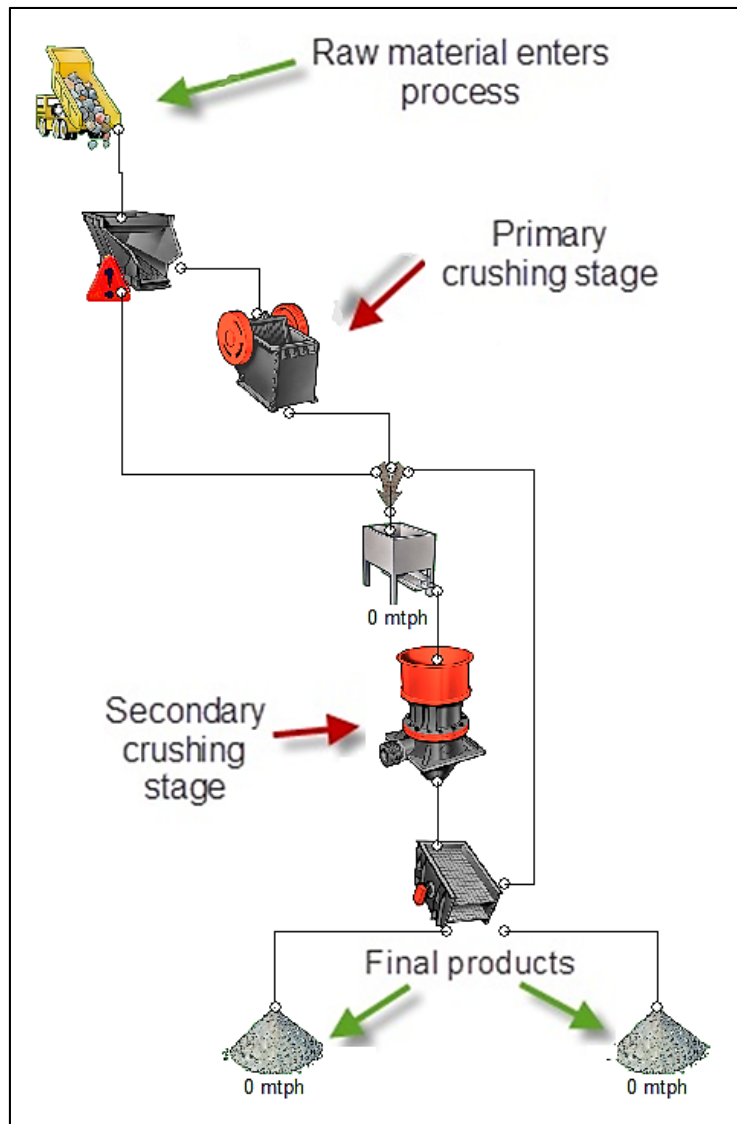 Raw material enters
process
Primary
crushing stage
0 mtph
Secondary
crushing
stage
Final products
0 mtph
0 mtph